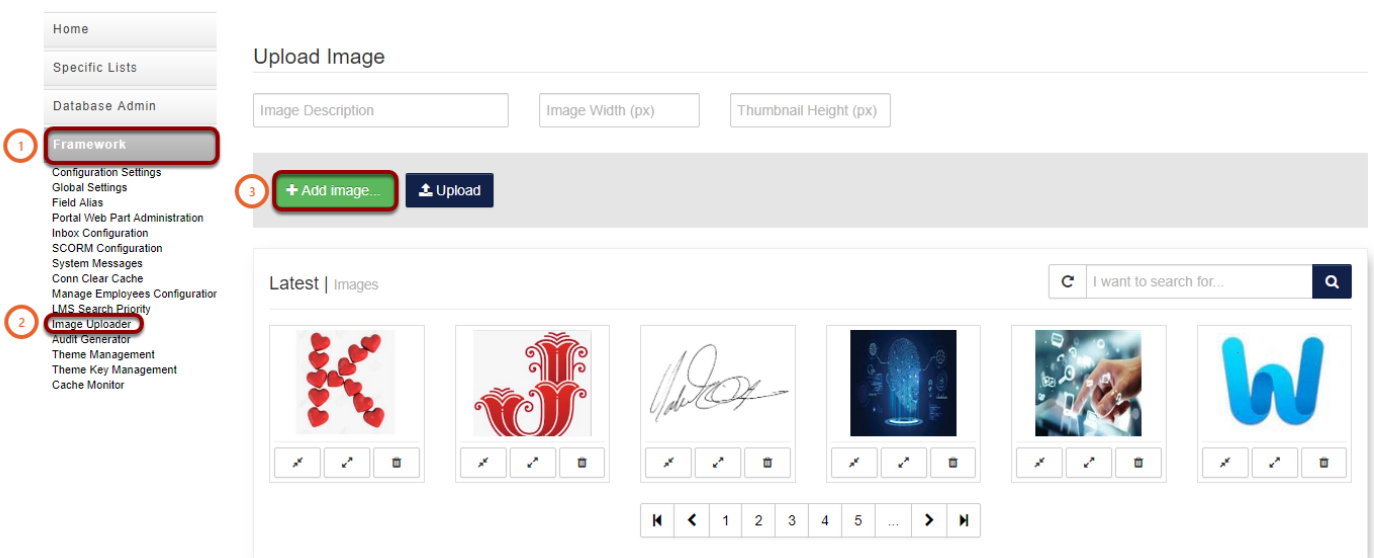 Home
Specific Lists
Database Admin
1
Framework
Configuration Settings
Global Settings
Field Alias
Portal Web Part Administration
Inbox Configuration
SCORM Configuration
System Messages
Conn Clear Cache
Manage Employees Configuration
LMS Search Priority
2
Image Uploader
Audit Generator
Theme Management
Theme Key Management
Cache Monitor
Upload Image
Image Description Image Width (px) Thumbnail Height (px)
3 + Add image... Upload
Latest | Images I want to search for...
K J W
1 2 3 4 5 ...